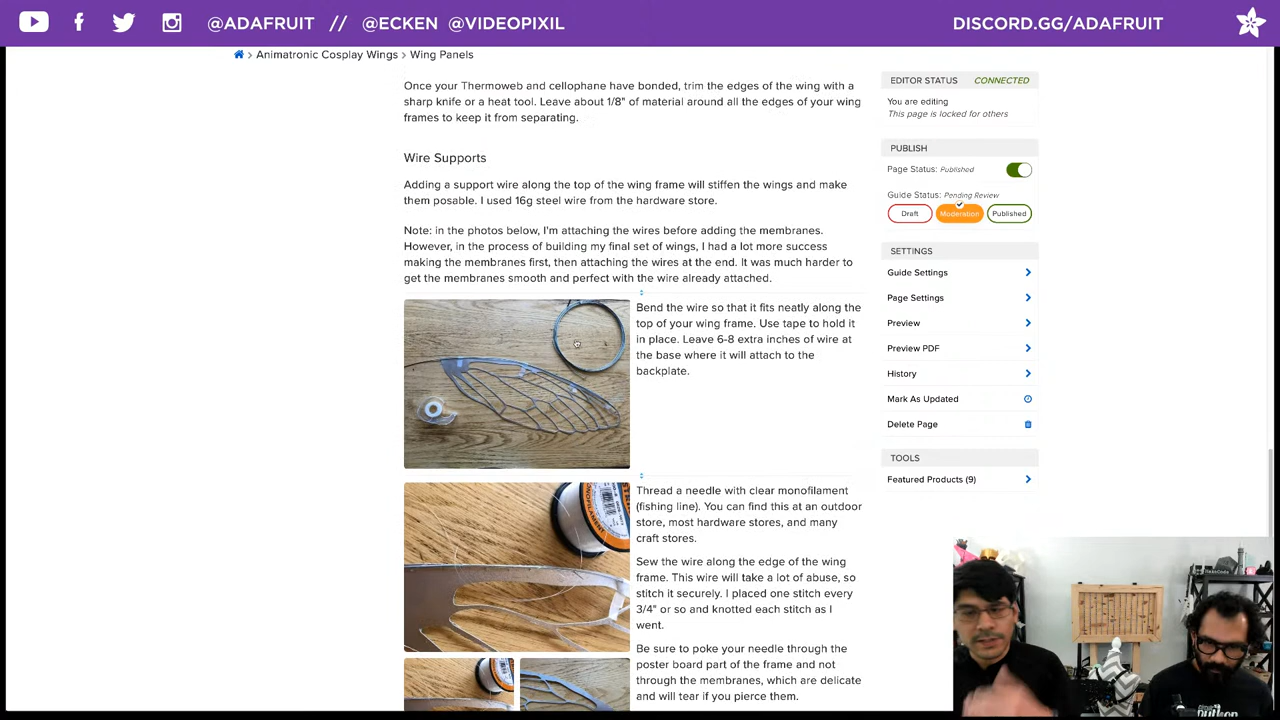 @ADAFRUIT // @ECKEN @VIDEOPIXIL
DISCORD.GG/ADAFRUIT
Animatronic Cosplay Wings > Wing Panels
Once your Thermoweb and cellophane have bonded, trim the edges of the wing with a
sharp knife or a heat tool. Leave about 1/8" of material around all the edges of your wing
frames to keep it from separating.
Wire Supports
Adding a support wire along the top of the wing frame will stiffen the wings and make
them posable. I used 16g steel wire from the hardware store.
Note: in the photos below, I'm attaching the wires before adding the membranes.
However, in the process of building my final set of wings, I had a lot more success
making the membranes first, then attaching the wires at the end. It was much harder to
get the membranes smooth and perfect with the wire already attached.
Bend the wire so that it fits neatly along the
top of your wing frame. Use tape to hold it
in place. Leave 6-8 extra inches of wire at
the base where it will attach to the
backplate.
Thread a needle with clear monofilament
(fishing line). You can find this at an outdoor
store, most hardware stores, and many
craft stores.
Sew the wire along the edge of the wing
frame. This wire will take a lot of abuse, so
stitch it securely. I placed one stitch every
3/4" or so and knotted each stitch as I
went.
Be sure to poke your needle through the
poster board part of the frame and not
through the membranes, which are delicate
and will tear if you pierce them.
EDITOR STATUS CONNECTED
You are editing
This page is locked for others
PUBLISH
Page Status: Published
Guide Status: Pending Review
Draft Moderation Published
SETTINGS
Guide Settings
Page Settings
Preview
Preview PDF
History
Mark As Updated
Delete Page
TOOLS
Featured Products (9)